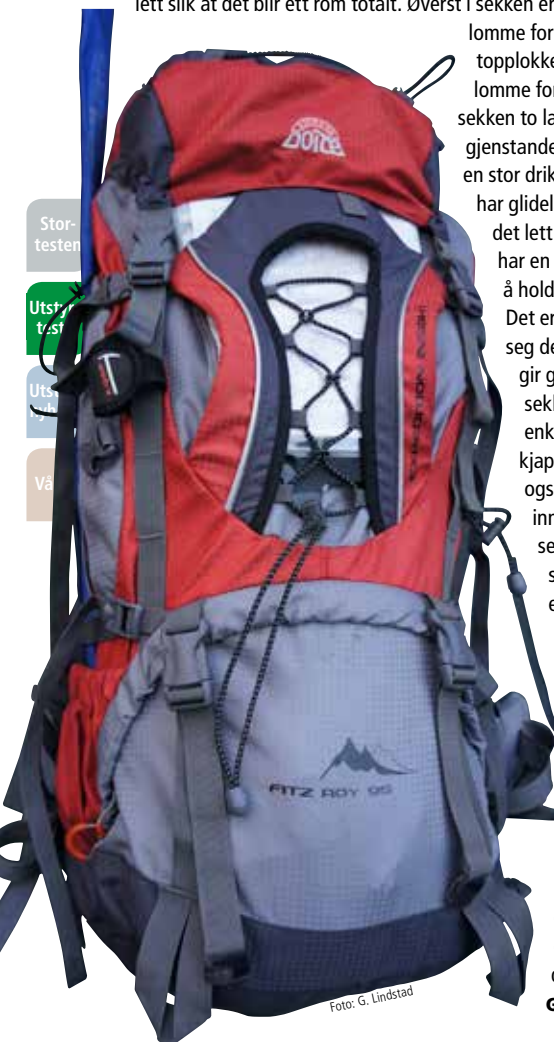 lett slik at det blir ett rom totalt. Øverst i sekken er
lomme for
topplokke
lomme for
sekken to la
gjenstande
en stor drik
har glidel
det lett
har en
å hold
Det er
seg de
gir g
sekk
enk
kjap
ogs
inn
se
s
e
Stor-
testen
Utsty
test
Uts
nyh
Vå
DOITE
FITZ ROY 95
Foto: G. Lindstad
G